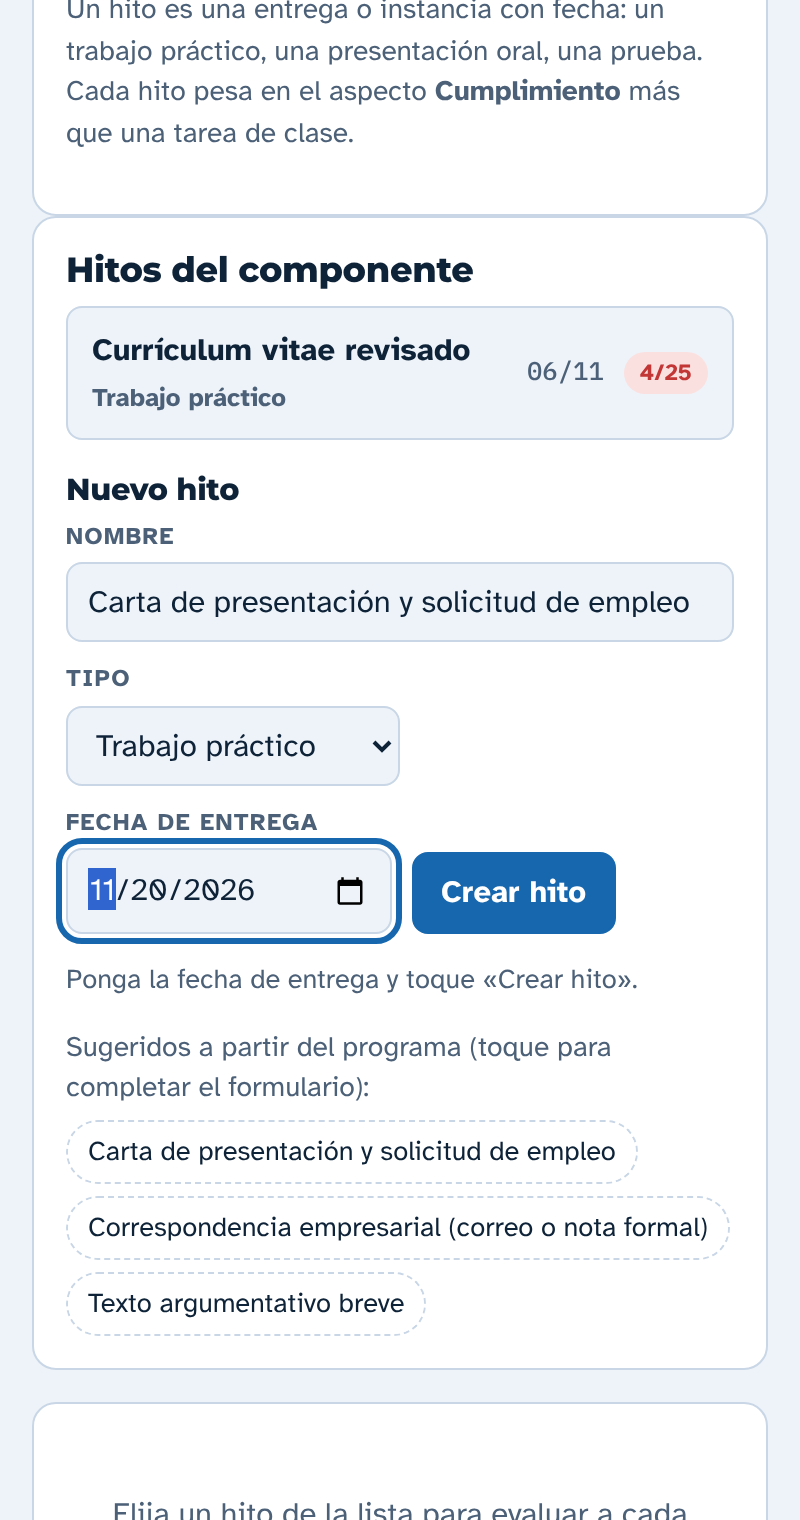 Un hito es una entrega o instancia con fecha: un
trabajo práctico, una presentación oral, una prueba.
Cada hito pesa en el aspecto Cumplimiento más
que una tarea de clase.
Hitos del componente
Currículum vitae revisado
Trabajo práctico
06/11
4/25
Nuevo hito
NOMBRE
Carta de presentación y solicitud de empleo
TIPO
Trabajo práctico
FECHA DE ENTREGA
11/20/2026
Crear hito
Ponga la fecha de entrega y toque «Crear hito».
Sugeridos a partir del programa (toque para
completar el formulario):
Carta de presentación y solicitud de empleo
Correspondencia empresarial (correo o nota formal)
Texto argumentativo breve
Elija un hito de la lista para evaluar a cada